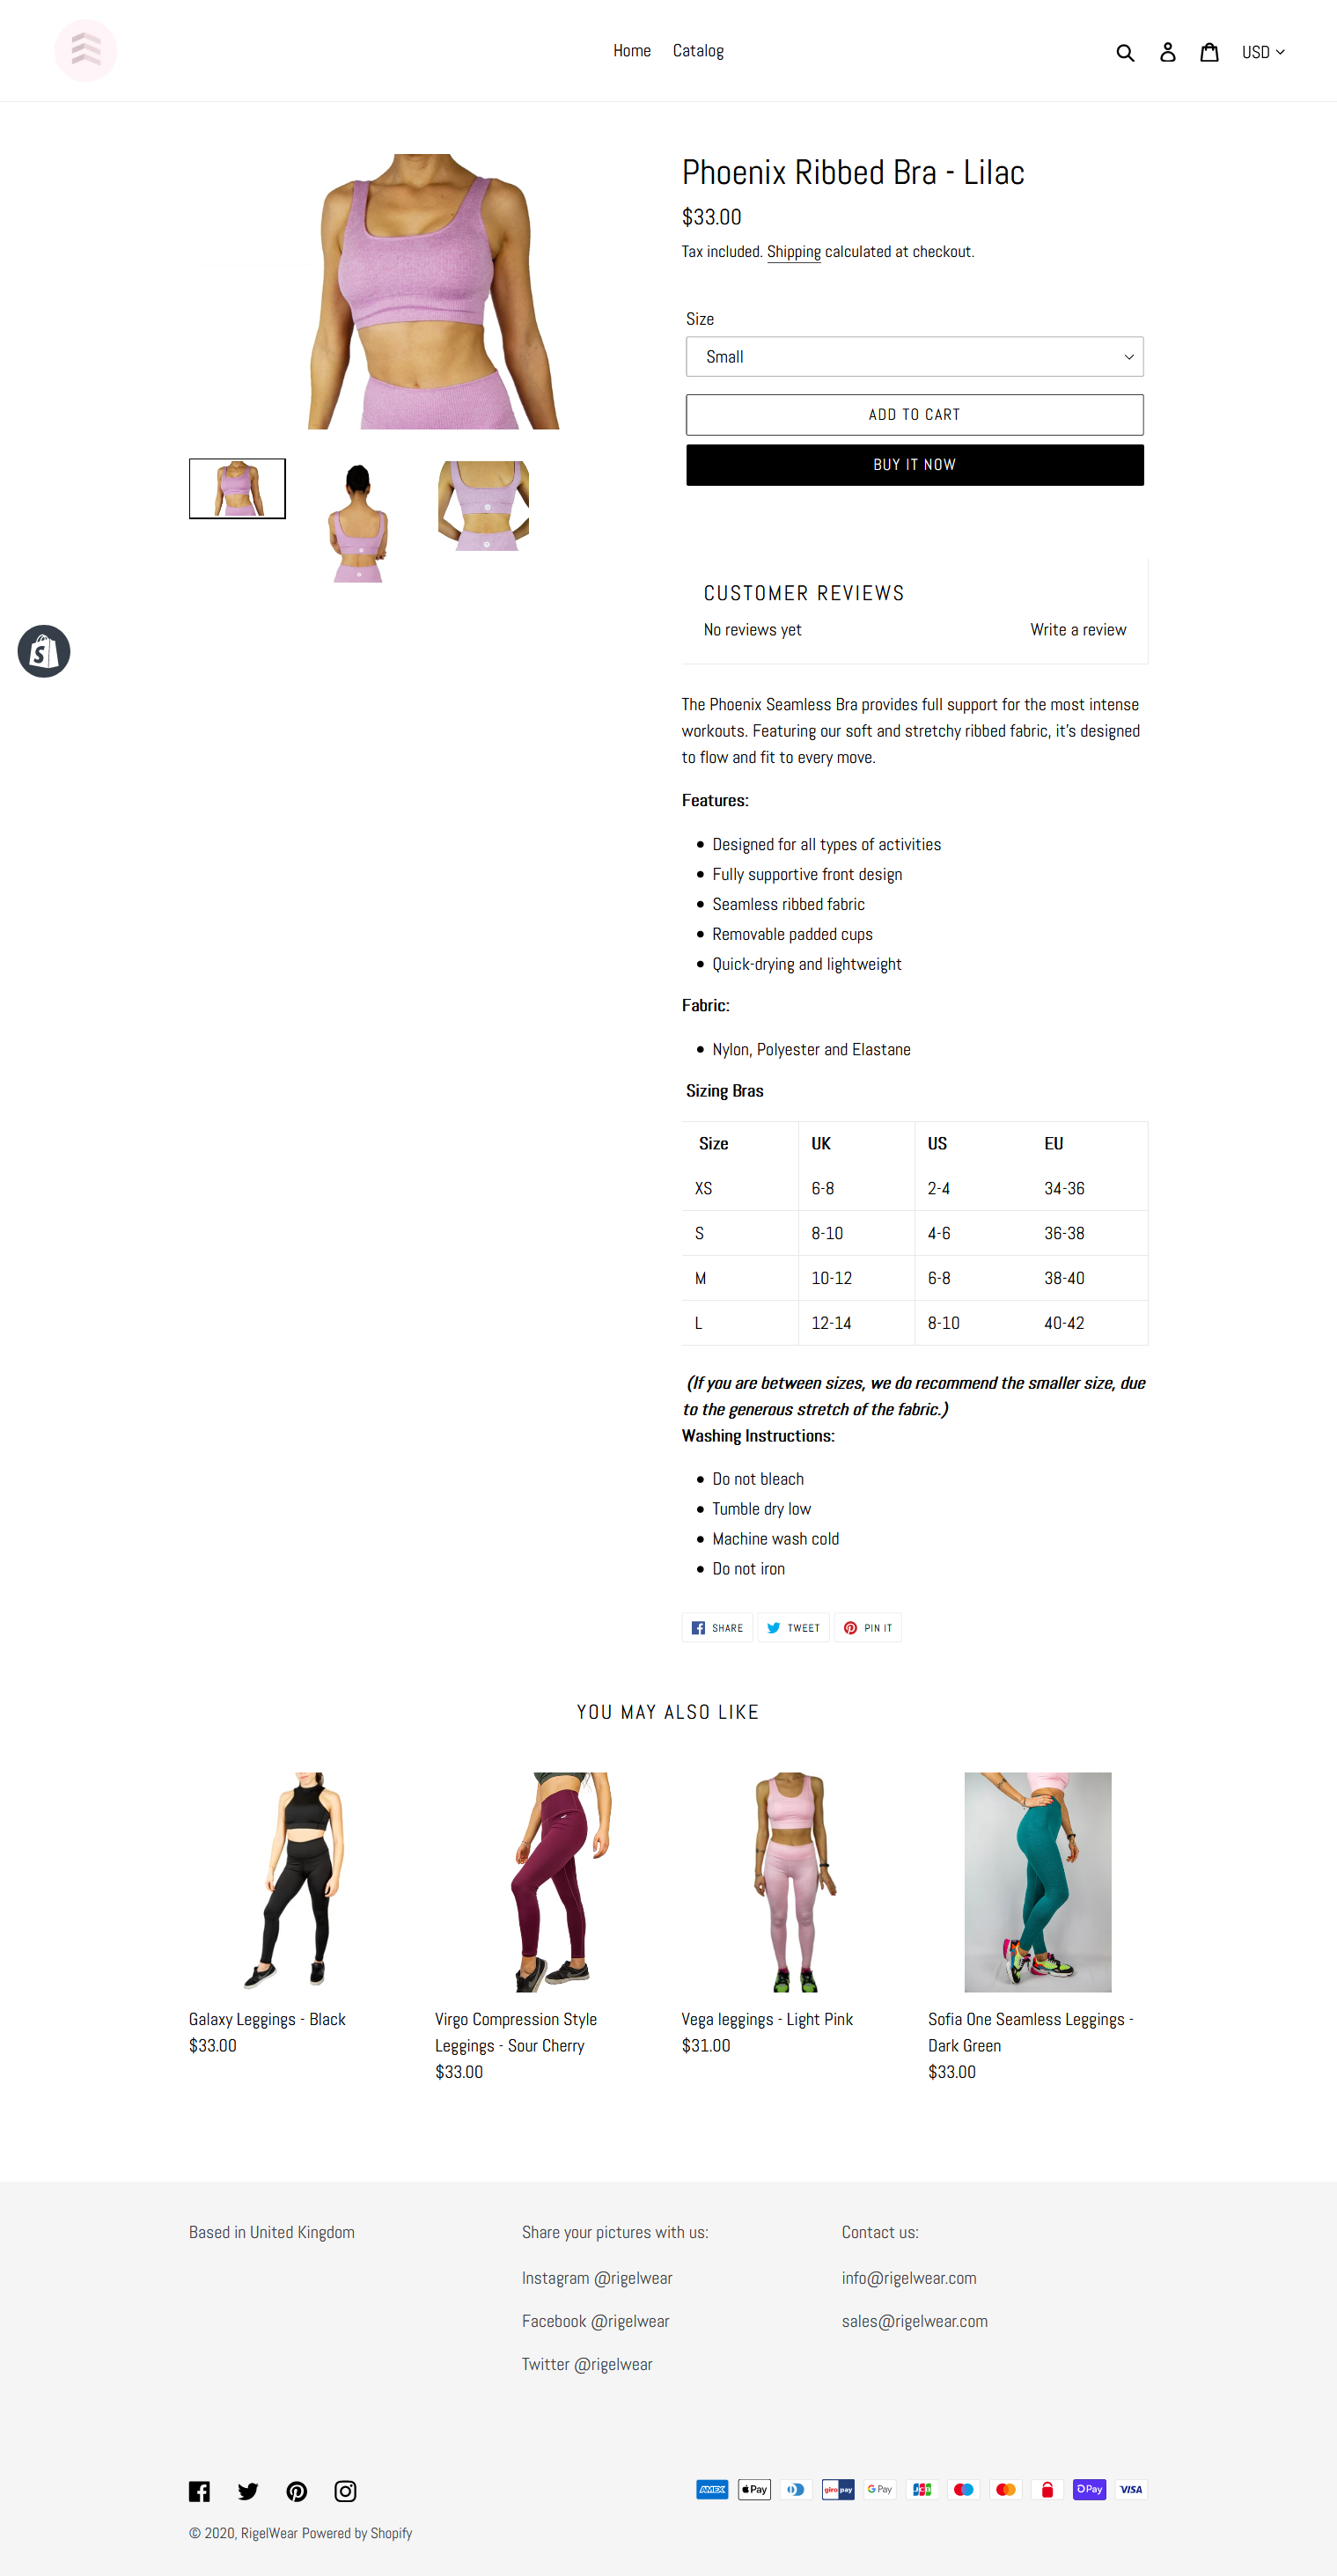 Home Catalog USD
Phoenix Ribbed Bra - Lilac
$33.00
Tax included. Shipping calculated at checkout.
Size
Small
ADD TO CART
BUY IT NOW
CUSTOMER REVIEWS
No reviews yet Write a review
The Phoenix Seamless Bra provides full support for the most intense
workouts. Featuring our soft and stretchy ribbed fabric, it's designed
to flow and fit to every move.
Features:
Designed for all types of activities
Fully supportive front design
Seamless ribbed fabric
Removable padded cups
Quick-drying and lightweight
Fabric:
Nylon, Polyester and Elastane
Sizing Bras
Size UK US EU
XS 6-8 2-4 34-36
S 8-10 4-6 36-38
M 10-12 6-8 38-40
L 12-14 8-10 40-42
(If you are between sizes, we do recommend the smaller size, due
to the generous stretch of the fabric.)
Washing Instructions:
Do not bleach
Tumble dry low
Machine wash cold
Do not iron
SHARE TWEET PIN IT
YOU MAY ALSO LIKE
Galaxy Leggings - Black
$33.00
Virgo Compression Style
Leggings - Sour Cherry
$33.00
Vega leggings - Light Pink
$31.00
Sofia One Seamless Leggings -
Dark Green
$33.00
Based in United Kingdom
Share your pictures with us:
Instagram @rigelwear
Facebook @rigelwear
Twitter @rigelwear
Contact us:
info@rigelwear.com
sales@rigelwear.com
AMEX Pay giro pay G Pay JCB Pay VISA
© 2020, RigelWear Powered by Shopify